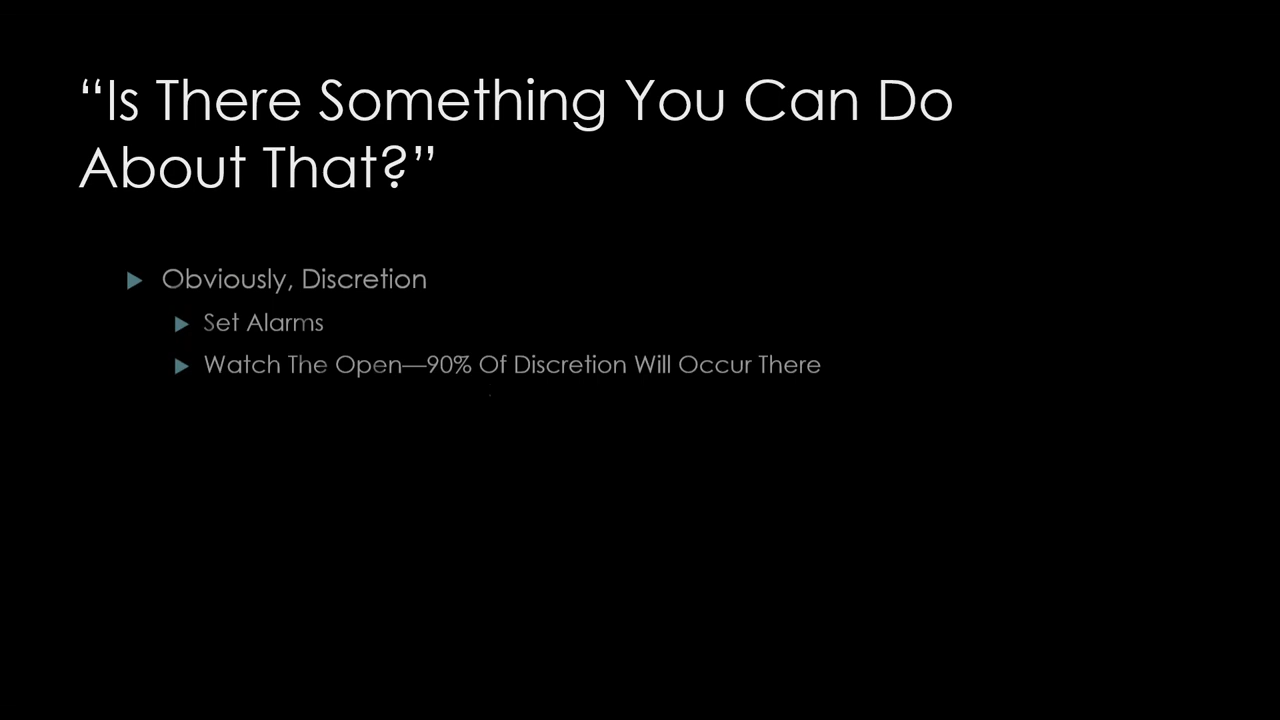 “Is There Something You Can Do
About That?”
Obviously, Discretion
Set Alarms
Watch The Open—90% Of Discretion Will Occur There